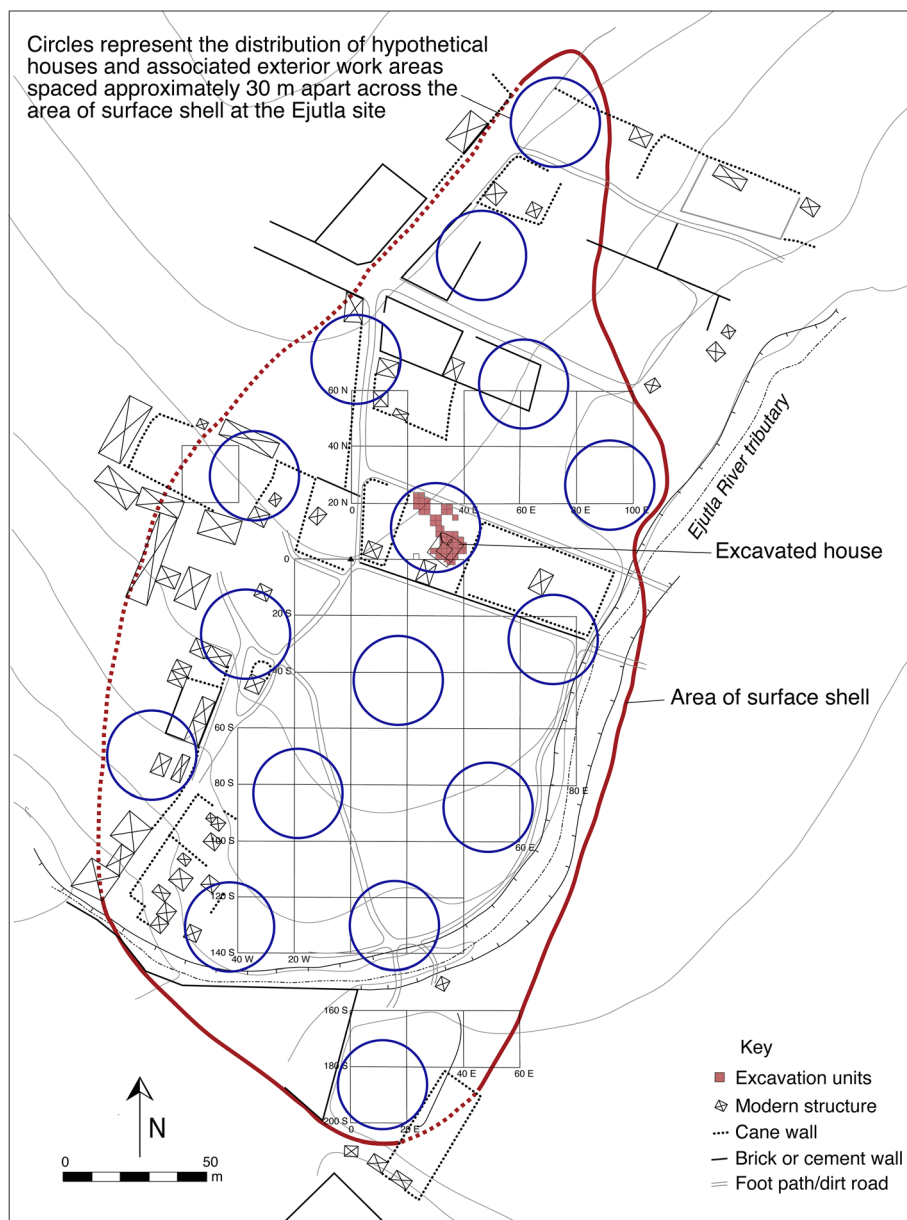 Circles represent the distribution of hypothetical
houses and associated exterior work areas
spaced approximately 30 m apart across the
area of surface shell at the Ejutla site
60 N
40 N
Ejutla River tributary
20 N
0
40 E
80 E
100 E
Excavated house
0
20 S
40 S
Area of surface shell
60 S
80 S
80 E
100 S
60 E
120 S
140 S
40 W
20 W
160 S
180 S
40 E
60 E
200 S
0
20 E
Key
Excavation units
Modern structure
Cane wall
Brick or cement wall
Foot path/dirt road
N
0
50
m